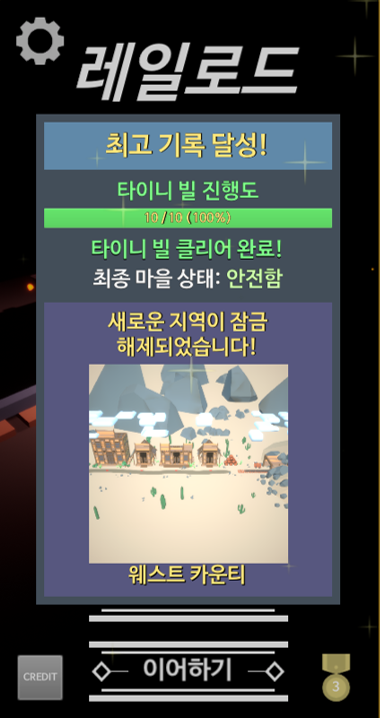 레일로드
최고 기록 달성!
타이니 빌 진행도
10/10 (100%)
타이니 빌 클리어 완료!
최종 마을 상태: 안전함
새로운 지역이 잠금
해제되었습니다!
웨스트 카운티
CREDIT
이어하기
3